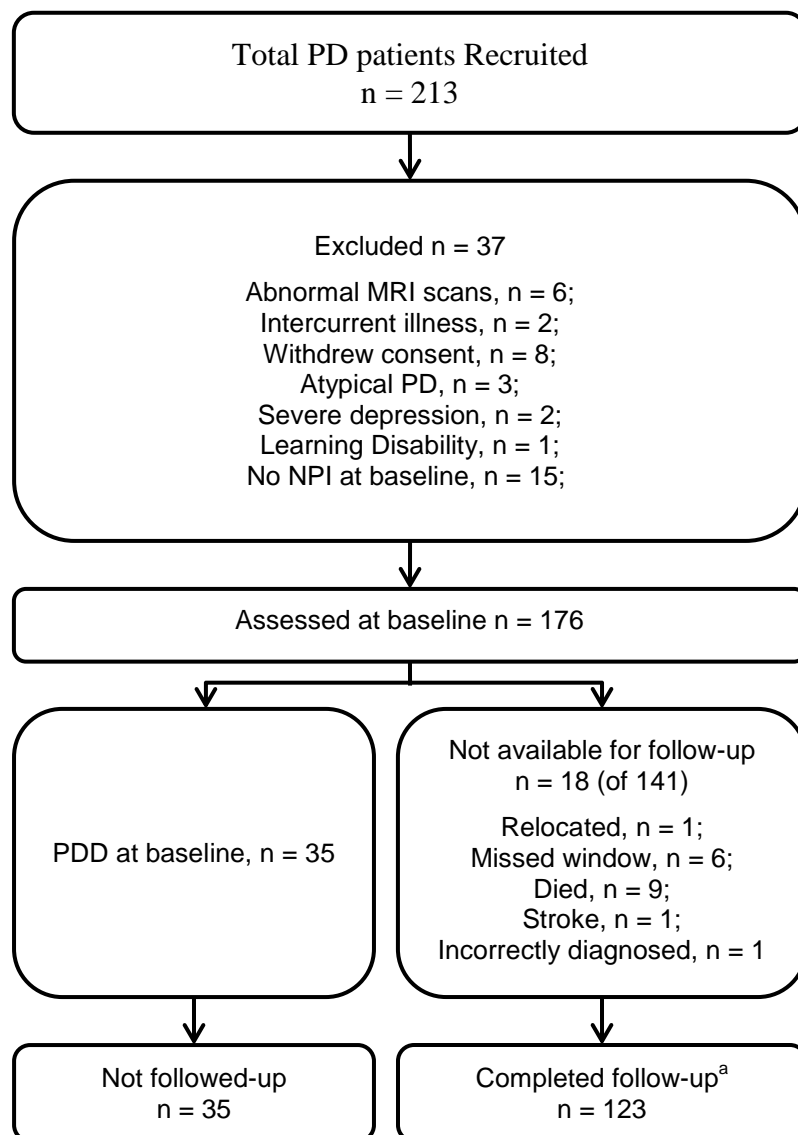 Total PD patients Recruited
n = 213
Excluded n = 37
Abnormal MRI scans, n = 6;
Intercurrent illness, n = 2;
Withdrew consent, n = 8;
Atypical PD, n = 3;
Severe depression, n = 2;
Learning Disability, n = 1;
No NPI at baseline, n = 15;
Assessed at baseline n = 176
PDD at baseline, n = 35
Not available for follow-up
n = 18 (of 141)
Relocated, n = 1;
Missed window, n = 6;
Died, n = 9;
Stroke, n = 1;
Incorrectly diagnosed, n = 1
Not followed-up
n = 35
Completed follow-upᵃ
n = 123